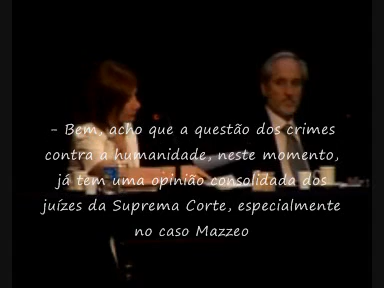 - Bem, acho que a questão dos crimes
contra a humanidade, neste momento,
já tem uma opinião consolidada dos
juízes da Suprema Corte, especialmente
no caso Mazzeo